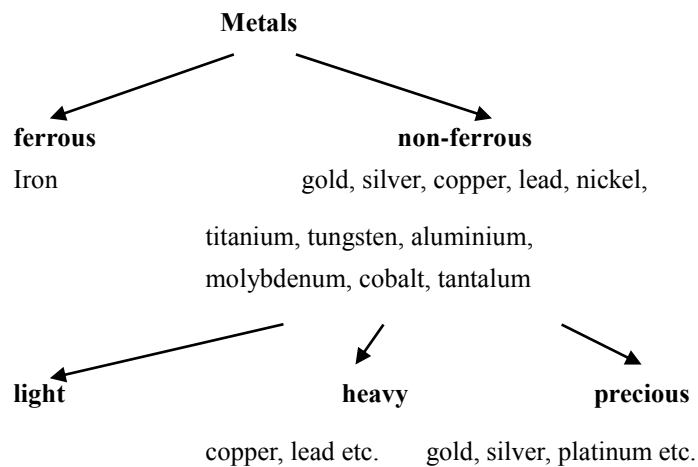 Metals
ferrous non-ferrous
Iron gold, silver, copper, lead, nickel,
titanium, tungsten, aluminium,
molybdenum, cobalt, tantalum
light heavy precious
copper, lead etc. gold, silver, platinum etc.